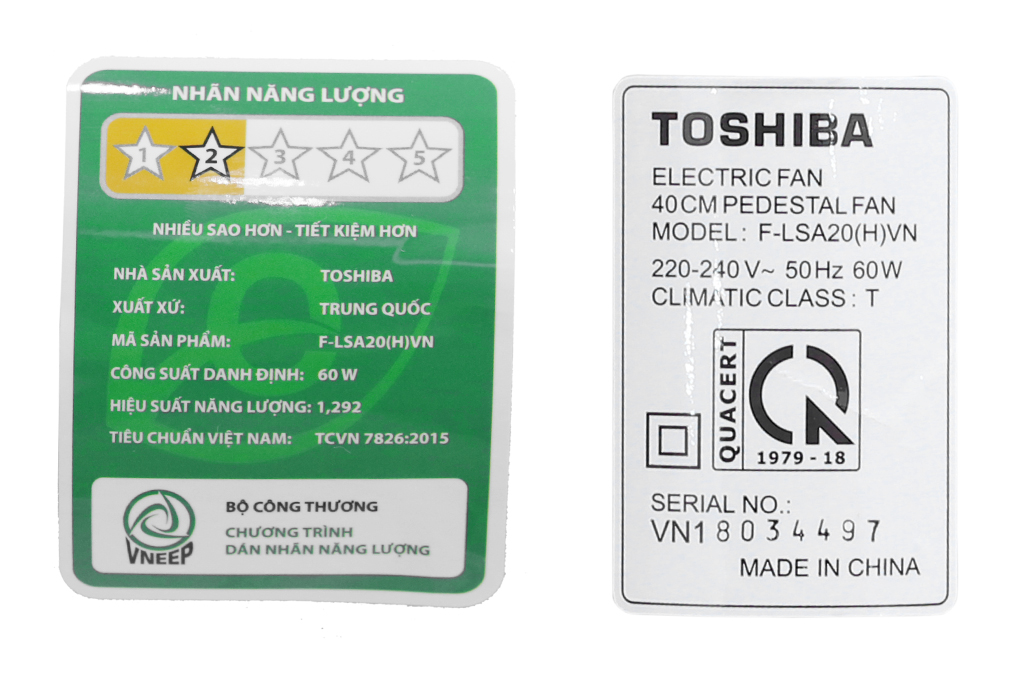 NHÃN NĂNG LƯỢNG
1 2 3 4 5
NHIỀU SAO HƠN - TIẾT KIỆM HƠN
NHÀ SẢN XUẤT: TOSHIBA
XUẤT XỨ: TRUNG QUỐC
MÃ SẢN PHẨM: F-LSA20(H)VN
CÔNG SUẤT DANH ĐỊNH: 60 W
HIỆU SUẤT NĂNG LƯỢNG: 1,292
TIÊU CHUẨN VIỆT NAM: TCVN 7826:2015
VNEEP
BỘ CÔNG THƯƠNG
CHƯƠNG TRÌNH
DÁN NHÃN NĂNG LƯỢNG
TOSHIBA
ELECTRIC FAN
40CM PEDESTAL FAN
MODEL: F-LSA20(H)VN
220-240V~ 50Hz 60W
CLIMATIC CLASS: T
QUACERT
1979 - 18
SERIAL NO.:
VN18034497
MADE IN CHINA